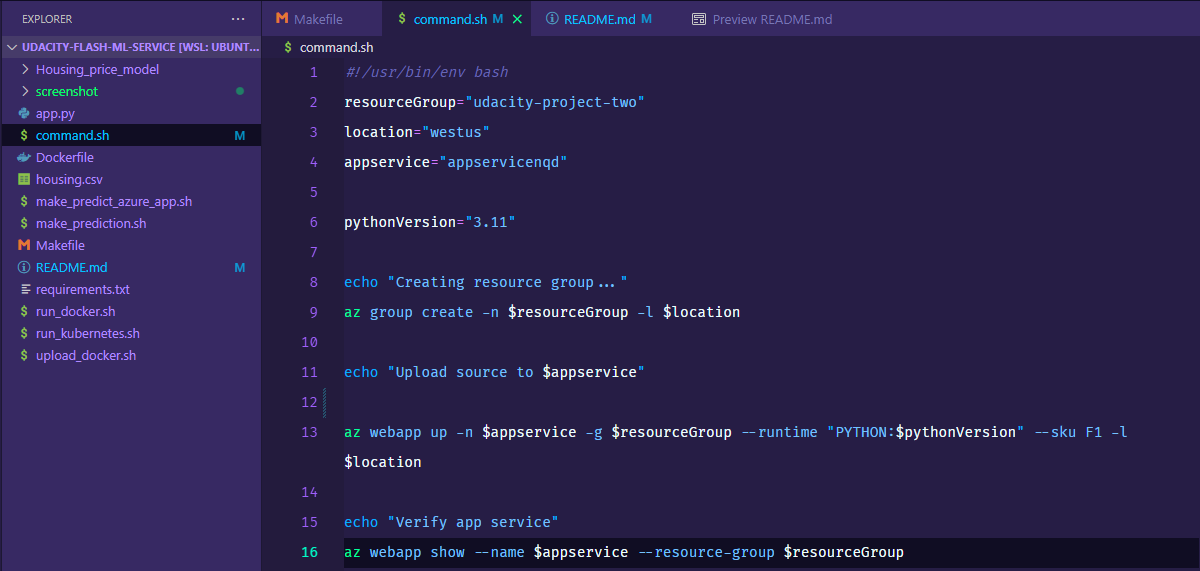 EXPLORER
Makefile
command.sh M
README.md M
Preview README.md
UDACITY-FLASH-ML-SERVICE [WSL: UBUNT...
Housing_price_model
screenshot
app.py
command.sh M
Dockerfile
housing.csv
make_predict_azure_app.sh
make_prediction.sh
Makefile
README.md M
requirements.txt
run_docker.sh
run_kubernetes.sh
upload_docker.sh
$ command.sh
1 #!/usr/bin/env bash
2 resourceGroup="udacity-project-two"
3 location="westus"
4 appservice="appservicenqd"
5
6 pythonVersion="3.11"
7
8 echo "Creating resource group..."
9 az group create -n $resourceGroup -l $location
10
11 echo "Upload source to $appservice"
12
13 az webapp up -n $appservice -g $resourceGroup --runtime "PYTHON:$pythonVersion" --sku F1 -l
$location
14
15 echo "Verify app service"
16 az webapp show --name $appservice --resource-group $resourceGroup